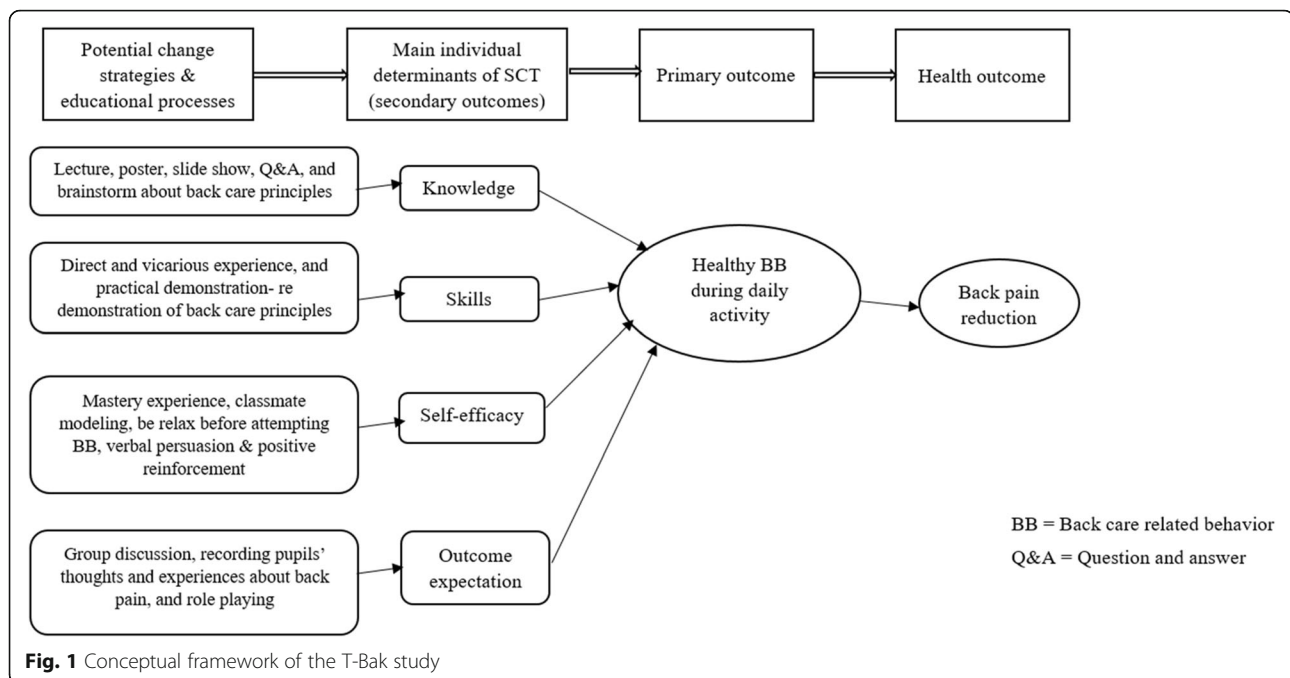 Potential change
strategies &
educational processes
Main individual
determinants of SCT
(secondary outcomes)
Primary outcome
Health outcome
Lecture, poster, slide show, Q&A, and
brainstorm about back care principles
Knowledge
Direct and vicarious experience, and
practical demonstration- re
demonstration of back care principles
Skills
Mastery experience, classmate
modeling, be relax before attempting
BB, verbal persuasion & positive
reinforcement
Self-efficacy
Group discussion, recording pupils’
thoughts and experiences about back
pain, and role playing
Outcome
expectation
Healthy BB
during daily
activity
Back pain
reduction
BB = Back care related behavior
Q&A = Question and answer
Fig. 1 Conceptual framework of the T-Bak study